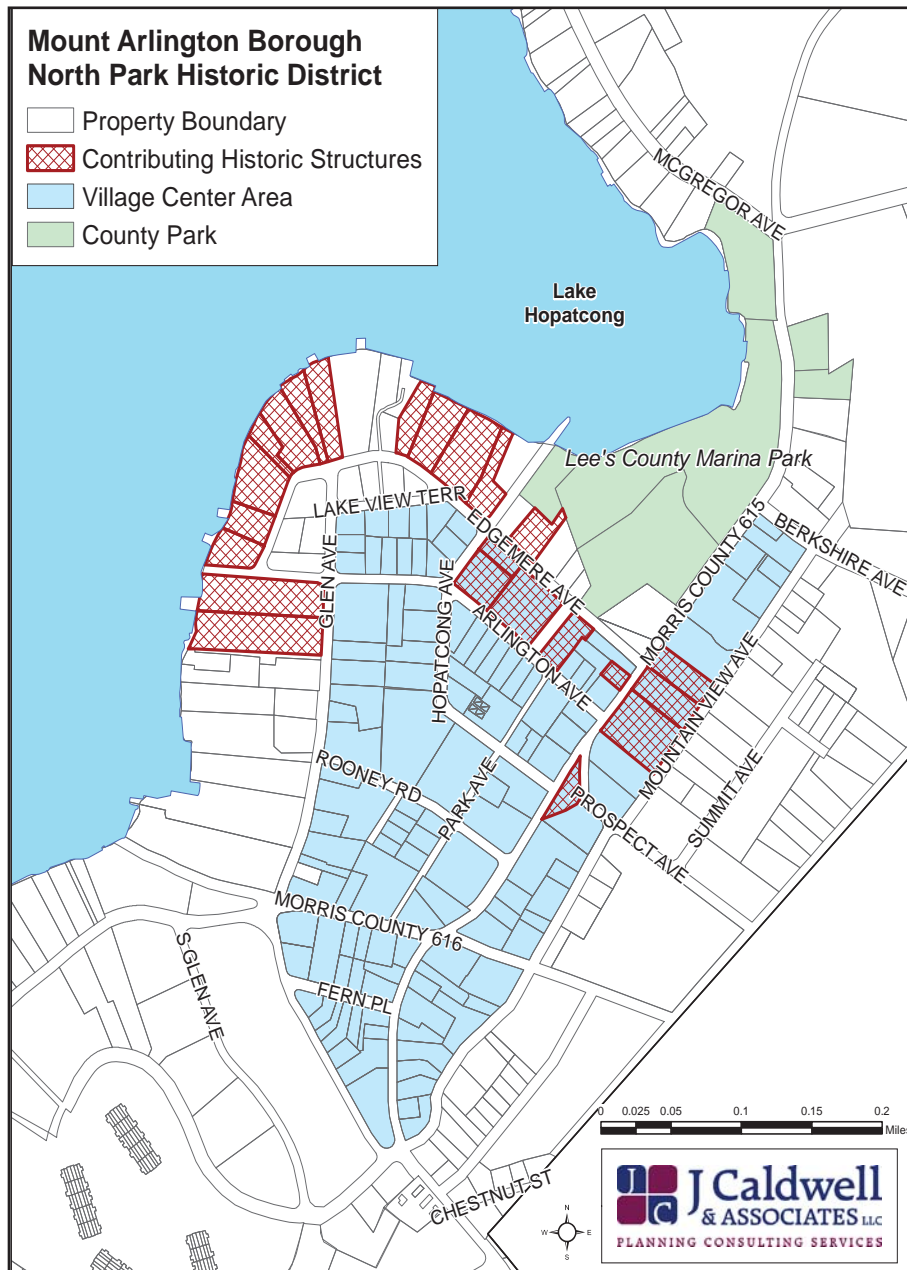 Mount Arlington Borough
North Park Historic District
Property Boundary
Contributing Historic Structures
Village Center Area
County Park
MCGREGOR AVE
Lake
Hopatcong
Lee's County Marina Park
LAKE VIEW TERR
EDGEMERE AVE
MORRIS COUNTY 615
BERKSHIRE AVE
GLEN AVE
HOPATCONG AVE
ARLINGTON AVE
MOUNTAIN VIEW AVE
ROONEY RD
PARK AVE
PROSPECT AVE
SUMMIT AVE
MORRIS COUNTY 616
S GLEN AVE
FERN PL
CHESTNUT ST
0 0.025 0.05 0.1 0.15 0.2
Miles
N
W E
S
J C
J Caldwell
& ASSOCIATES LLC
PLANNING CONSULTING SERVICES